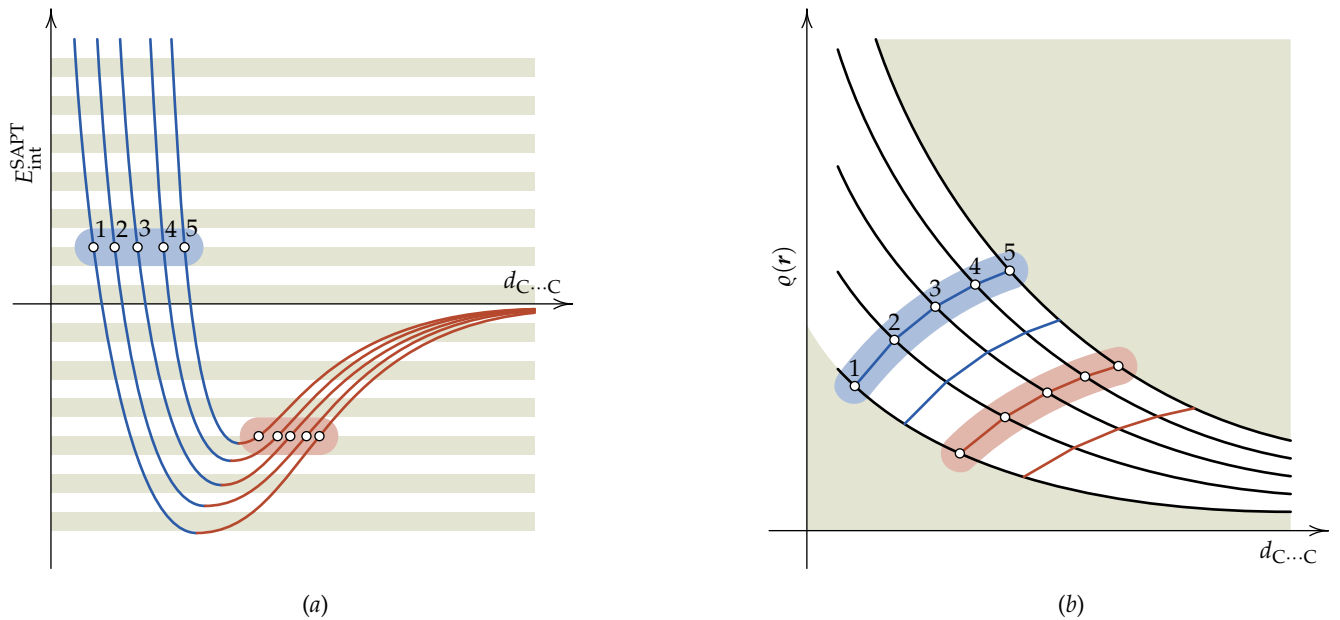 E_int^SAPT
1 2 3 4 5
d_C⋯C
(a)
ϱ(r)
1
2
3
4
5
d_C⋯C
(b)